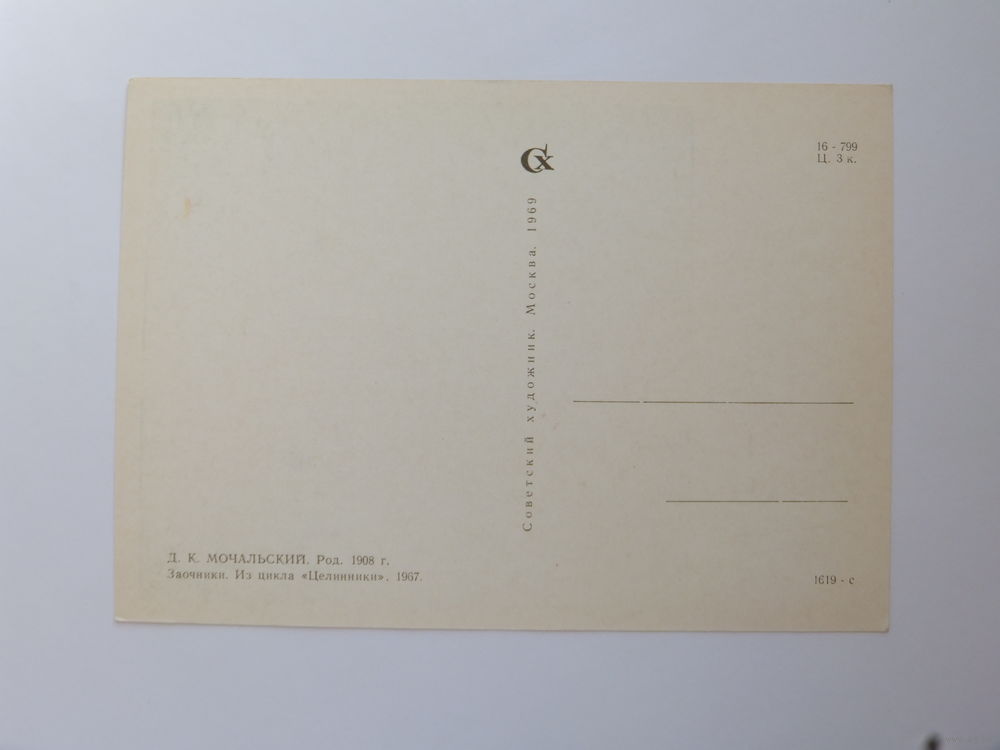 Сх
16 - 799
Ц. 3 к.
Советский художник. Москва. 1969
Д. К. МОЧАЛЬСКИЙ. Род. 1908 г.
Заочники. Из цикла «Целинники». 1967.
1619 - с